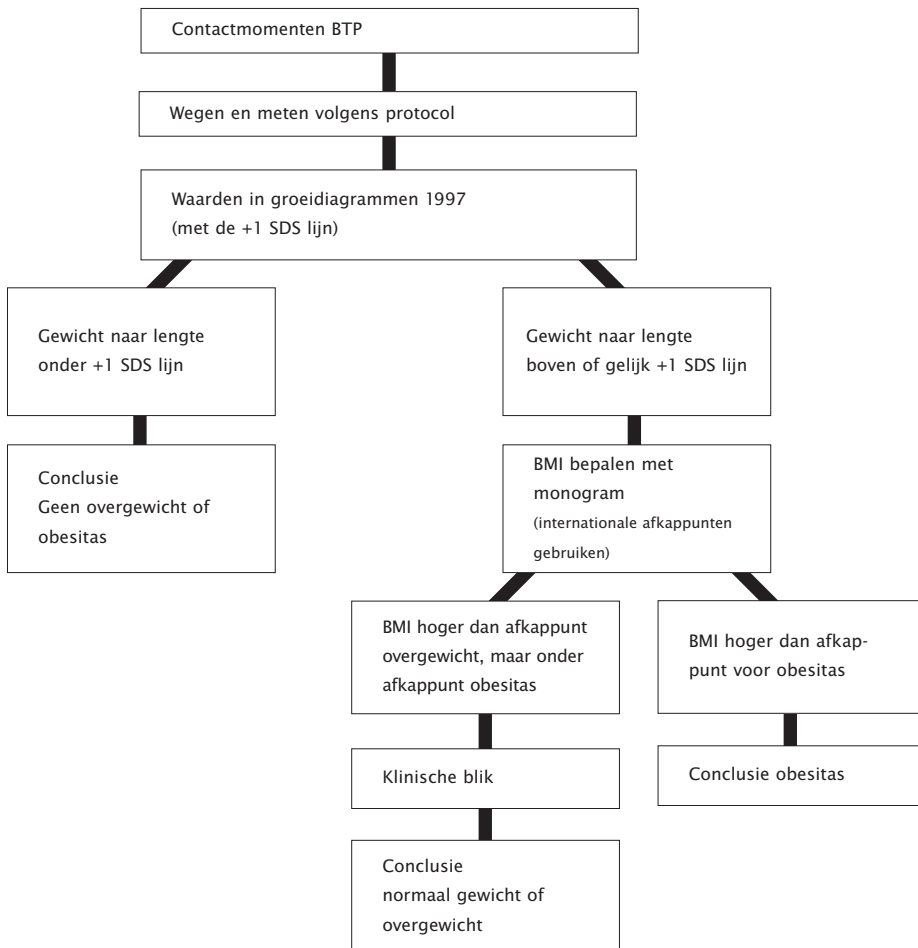 Contactmomenten BTP
Wegen en meten volgens protocol
Waarden in groeidiagrammen 1997
(met de +1 SDS lijn)
Gewicht naar lengte
onder +1 SDS lijn
Gewicht naar lengte
boven of gelijk +1 SDS lijn
Conclusie
Geen overgewicht of
obesitas
BMI bepalen met
monogram
(internationale afkappunten
gebruiken)
BMI hoger dan afkappunt
overgewicht, maar onder
afkappunt obesitas
BMI hoger dan afkap-
punt voor obesitas
Klinische blik
Conclusie obesitas
Conclusie
normaal gewicht of
overgewicht